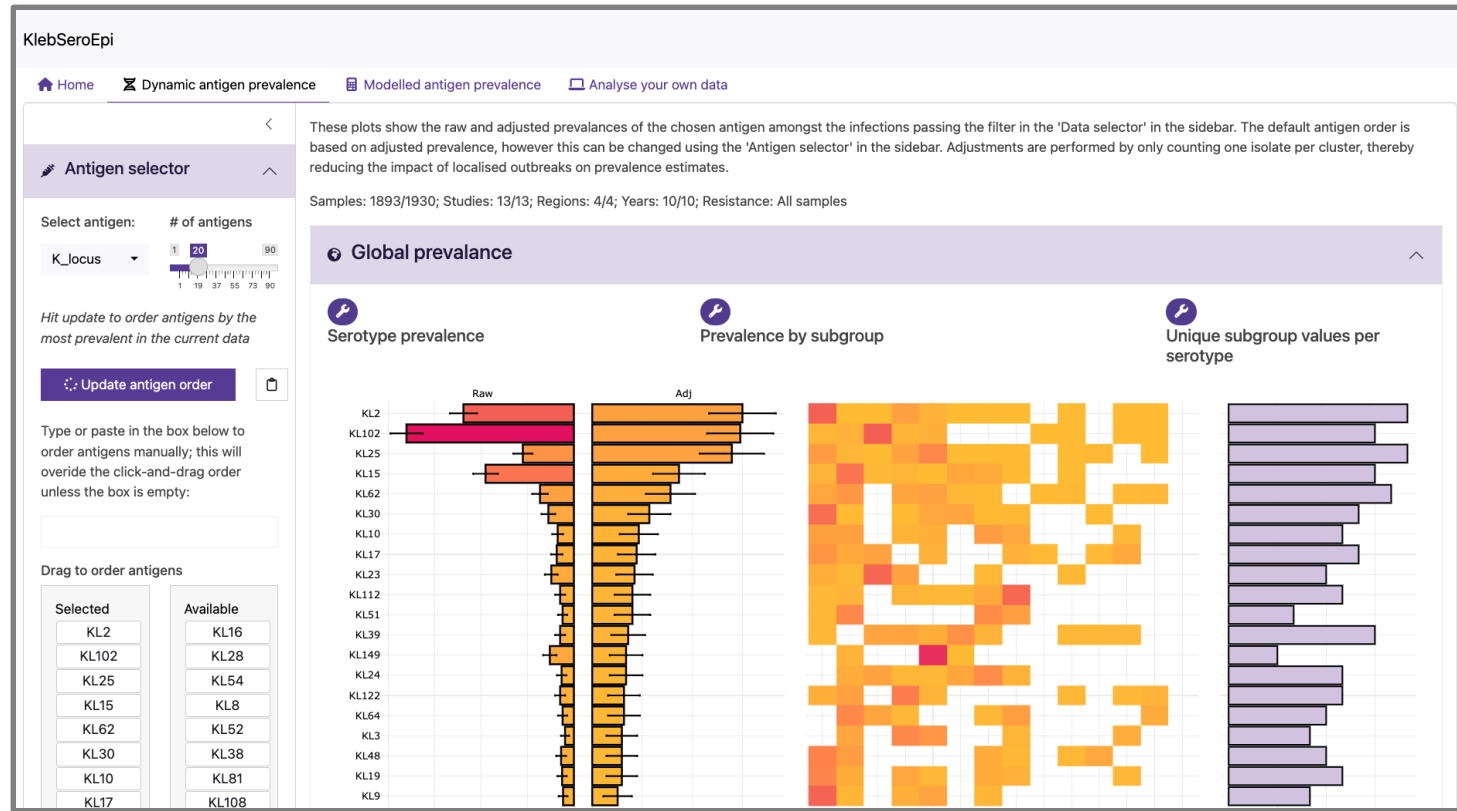 KlebSeroEpi
Home
Dynamic antigen prevalence
Modelled antigen prevalence
Analyse your own data
These plots show the raw and adjusted prevalances of the chosen antigen amongst the infections passing the filter in the 'Data selector' in the sidebar. The default antigen order is
based on adjusted prevalence, however this can be changed using the 'Antigen selector' in the sidebar. Adjustments are performed by only counting one isolate per cluster, thereby
reducing the impact of localised outbreaks on prevalence estimates.
Samples: 1893/1930; Studies: 13/13; Regions: 4/4; Years: 10/10; Resistance: All samples
Antigen selector
Select antigen:
# of antigens
K_locus
1 20 90
1 19 37 55 73 90
Hit update to order antigens by the
most prevalent in the current data
Update antigen order
Type or paste in the box below to
order antigens manually; this will
overide the click-and-drag order
unless the box is empty:
Drag to order antigens
Selected
KL2
KL102
KL25
KL15
KL62
KL30
KL10
KL17
Available
KL16
KL28
KL54
KL8
KL52
KL38
KL81
KL108
Global prevalance
Serotype prevalence
Prevalence by subgroup
Unique subgroup values per
serotype
Raw
Adj
KL2
KL102
KL25
KL15
KL62
KL30
KL10
KL17
KL23
KL112
KL51
KL39
KL149
KL24
KL122
KL64
KL3
KL48
KL19
KL9